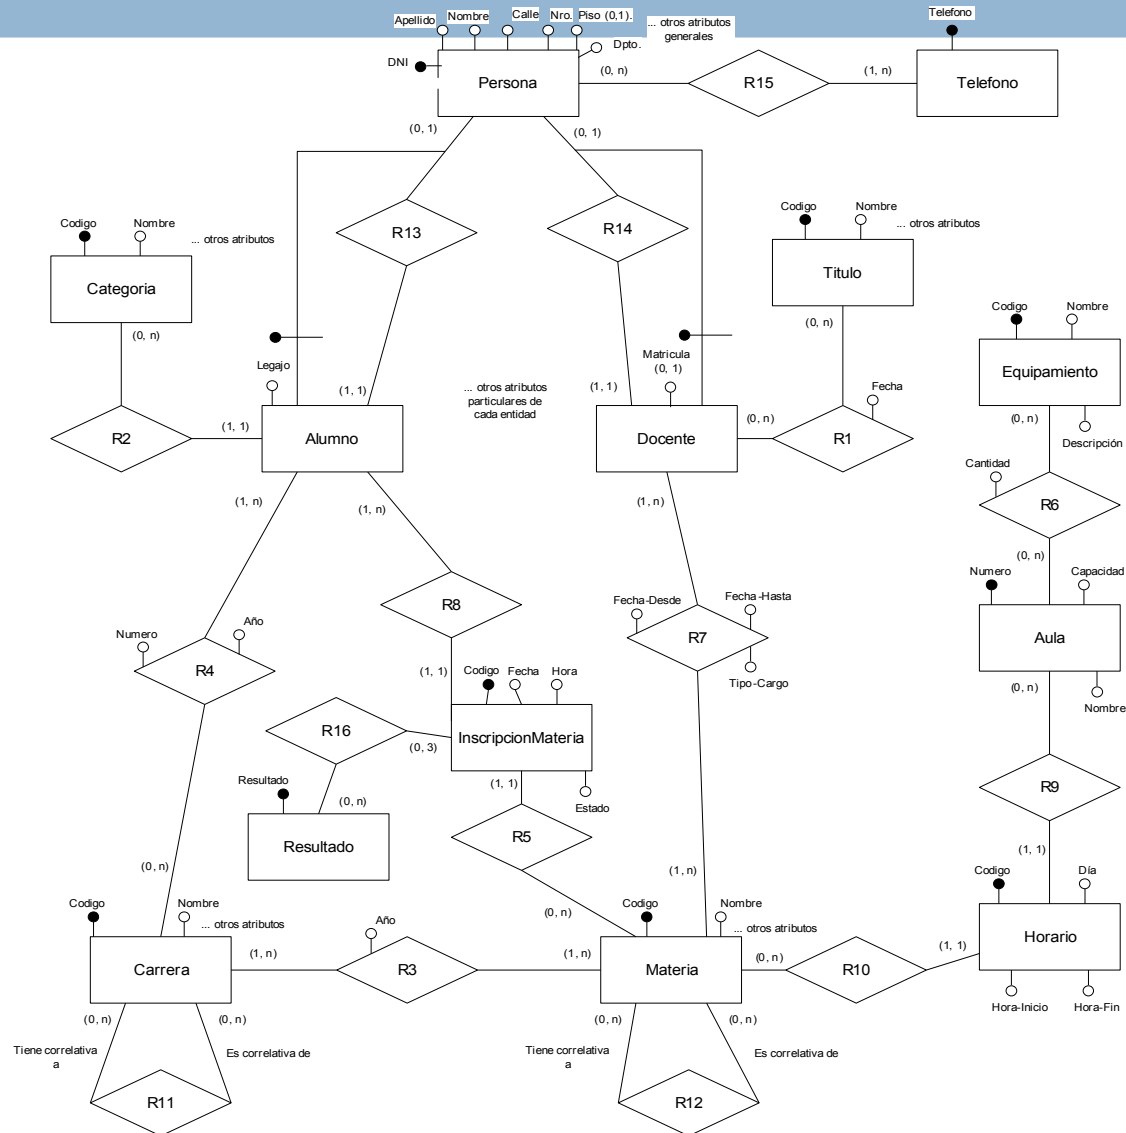 Apellido
Nombre
Calle
Nro.
Piso (0,1).
... otros atributos
generales
Telefono
DNI
Dpto.
Persona
(0, n)
R15
(1, n)
Telefono
(0, 1)
(0, 1)
Codigo
Nombre
... otros atributos
R13
R14
Codigo
Nombre
... otros atributos
Categoria
Titulo
(0, n)
(0, n)
Codigo
Nombre
Equipamiento
Legajo
Matricula
(0, 1)
(1, 1)
... otros atributos
particulares de
cada entidad
(1, 1)
Fecha
(0, n)
Descripción
R2
(1, 1)
Alumno
Docente
(0, n)
R1
Cantidad
R6
(1, n)
(1, n)
(1, n)
(0, n)
Numero
Capacidad
R8
Fecha-Desde
Fecha-Hasta
R7
Tipo-Cargo
Aula
Numero
Año
R4
(1, 1)
Codigo
Fecha
Hora
(0, n)
Nombre
R16
(0, 3)
InscripcionMateria
Resultado
(0, n)
(1, 1)
Estado
R9
Resultado
R5
(0, n)
(1, n)
(1, 1)
Codigo
Día
Codigo
Nombre
... otros atributos
Año
(0, n)
Codigo
Nombre
... otros atributos
Horario
Carrera
(1, n)
R3
(1, n)
Materia
(0, n)
R10
(1, 1)
Hora-Inicio
Hora-Fin
(0, n)
(0, n)
(0, n)
(0, n)
Tiene correlativa
a
Es correlativa de
Tiene correlativa
a
Es correlativa de
R11
R12